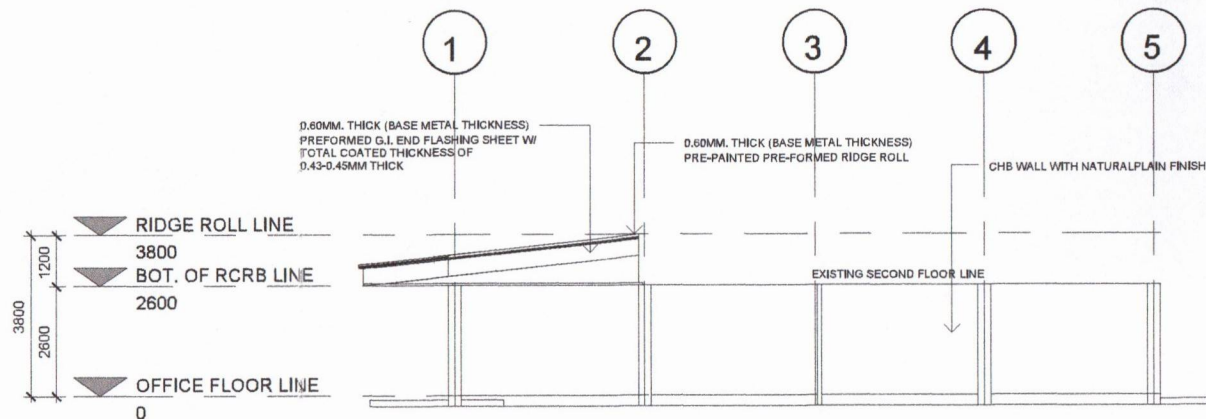 1 2 3 4 5
0.60MM. THICK (BASE METAL THICKNESS)
PREFORMED G.I. END FLASHING SHEET W/
TOTAL COATED THICKNESS OF
0.43-0.45MM THICK
0.60MM. THICK (BASE METAL THICKNESS)
PRE-PAINTED PRE-FORMED RIDGE ROLL
CHB WALL WITH NATURALPLAIN FINISH
RIDGE ROLL LINE
3800
BOT. OF RCRB LINE
2600
EXISTING SECOND FLOOR LINE
OFFICE FLOOR LINE
0
3800
1200
2600